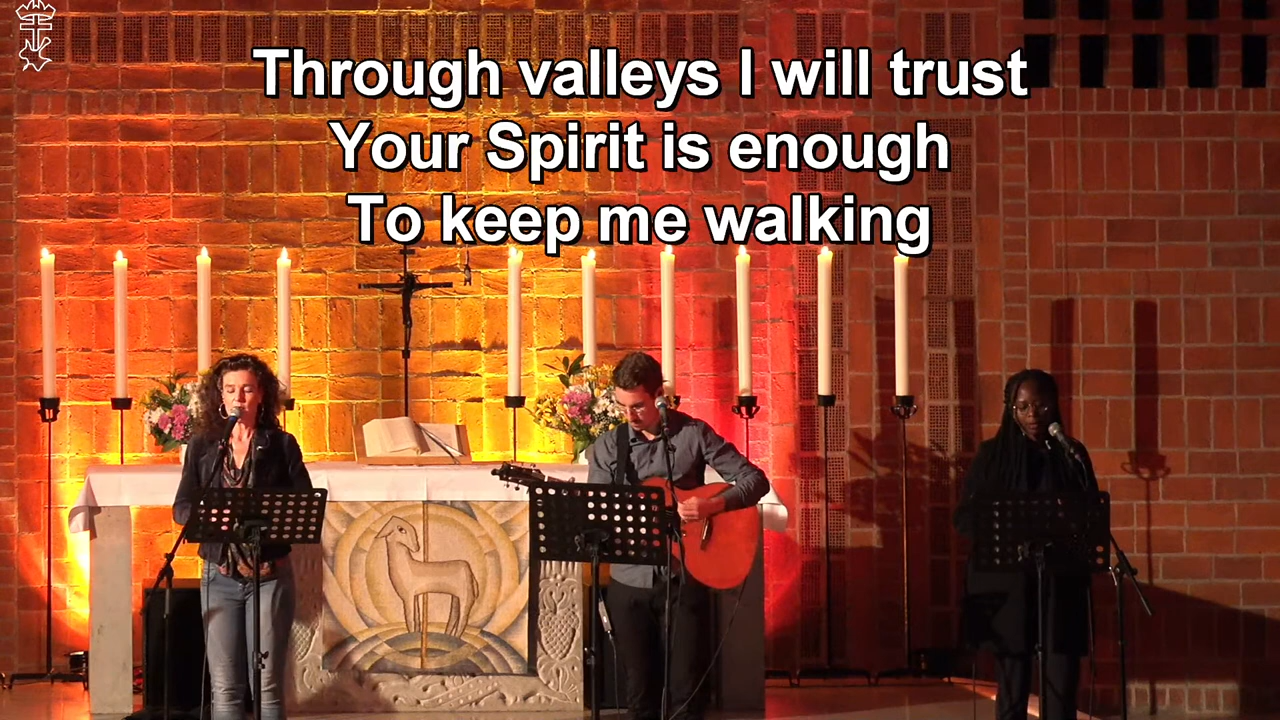 Through valleys I will trust
Your Spirit is enough
To keep me walking